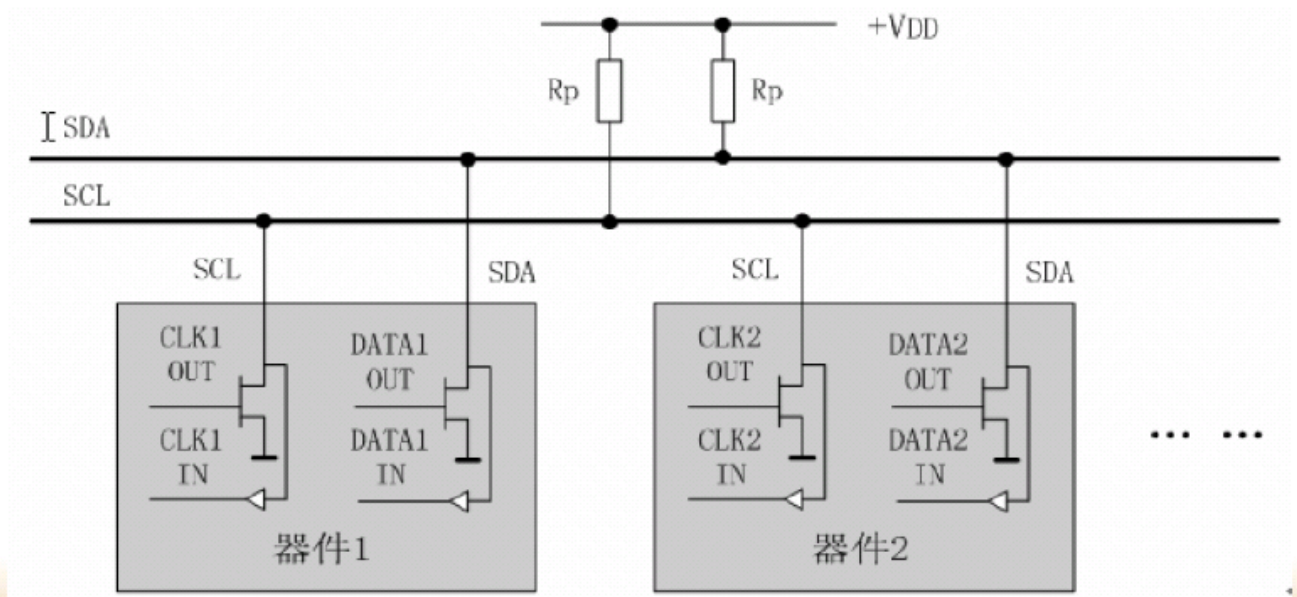 +VDD
Rp
Rp
SDA
SCL
SCL
SDA
SCL
SDA
CLK1
OUT
DATA1
OUT
CLK1
IN
DATA1
IN
器件1
CLK2
OUT
DATA2
OUT
CLK2
IN
DATA2
IN
器件2
... ...